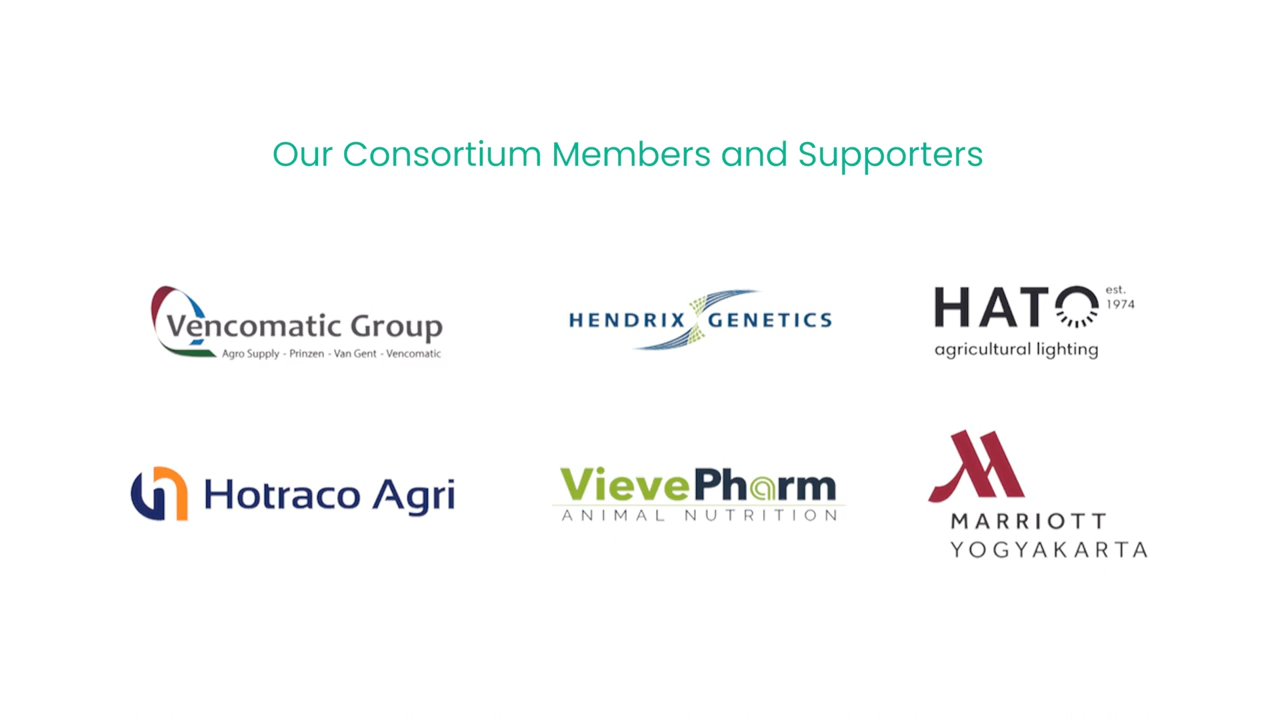 Our Consortium Members and Supporters
Vencomatic Group
Agro Supply - Prinzen - Van Gent - Vencomatic
HENDRIX GENETICS
HATO est. 1974
agricultural lighting
Hotraco Agri
VievePharm
ANIMAL NUTRITION
MARRIOTT
YOGYAKARTA